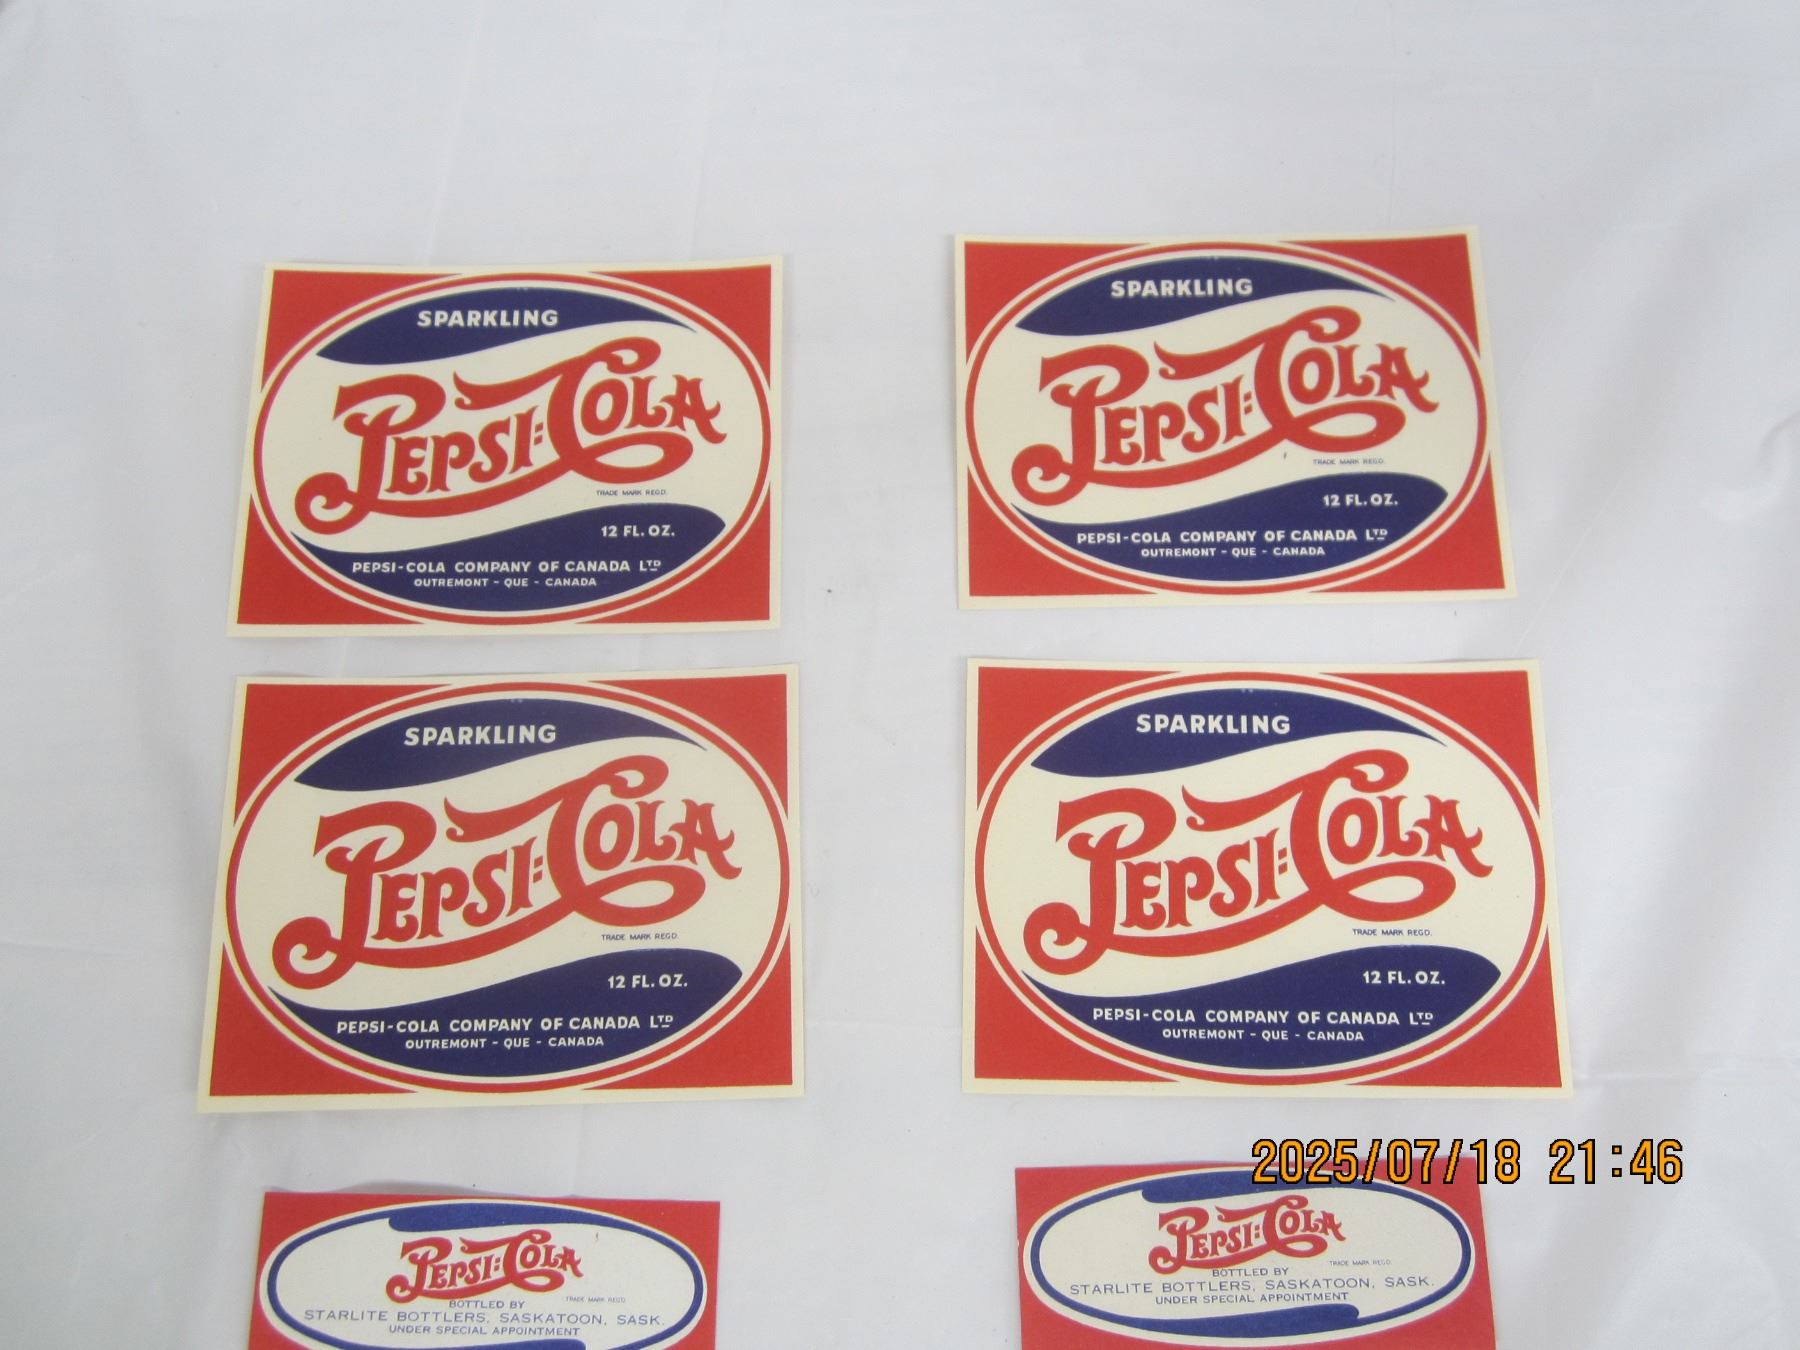 SPARKLING
PEPSI:COLA
TRADE MARK REGD.
12 FL. OZ.
PEPSI-COLA COMPANY OF CANADA LTD
OUTREMONT - QUE - CANADA
SPARKLING
PEPSI:COLA
TRADE MARK REGD.
12 FL. OZ.
PEPSI-COLA COMPANY OF CANADA LTD
OUTREMONT - QUE - CANADA
SPARKLING
PEPSI:COLA
TRADE MARK REGD.
12 FL. OZ.
PEPSI-COLA COMPANY OF CANADA LTD
OUTREMONT - QUE - CANADA
SPARKLING
PEPSI:COLA
TRADE MARK REGD.
12 FL. OZ.
PEPSI-COLA COMPANY OF CANADA LTD
OUTREMONT - QUE - CANADA
2025/07/18 21:46
PEPSI:COLA
TRADE MARK REGD.
BOTTLED BY
STARLITE BOTTLERS, SASKATOON, SASK.
UNDER SPECIAL APPOINTMENT
PEPSI:COLA
TRADE MARK REGD.
BOTTLED BY
STARLITE BOTTLERS, SASKATOON, SASK.
UNDER SPECIAL APPOINTMENT